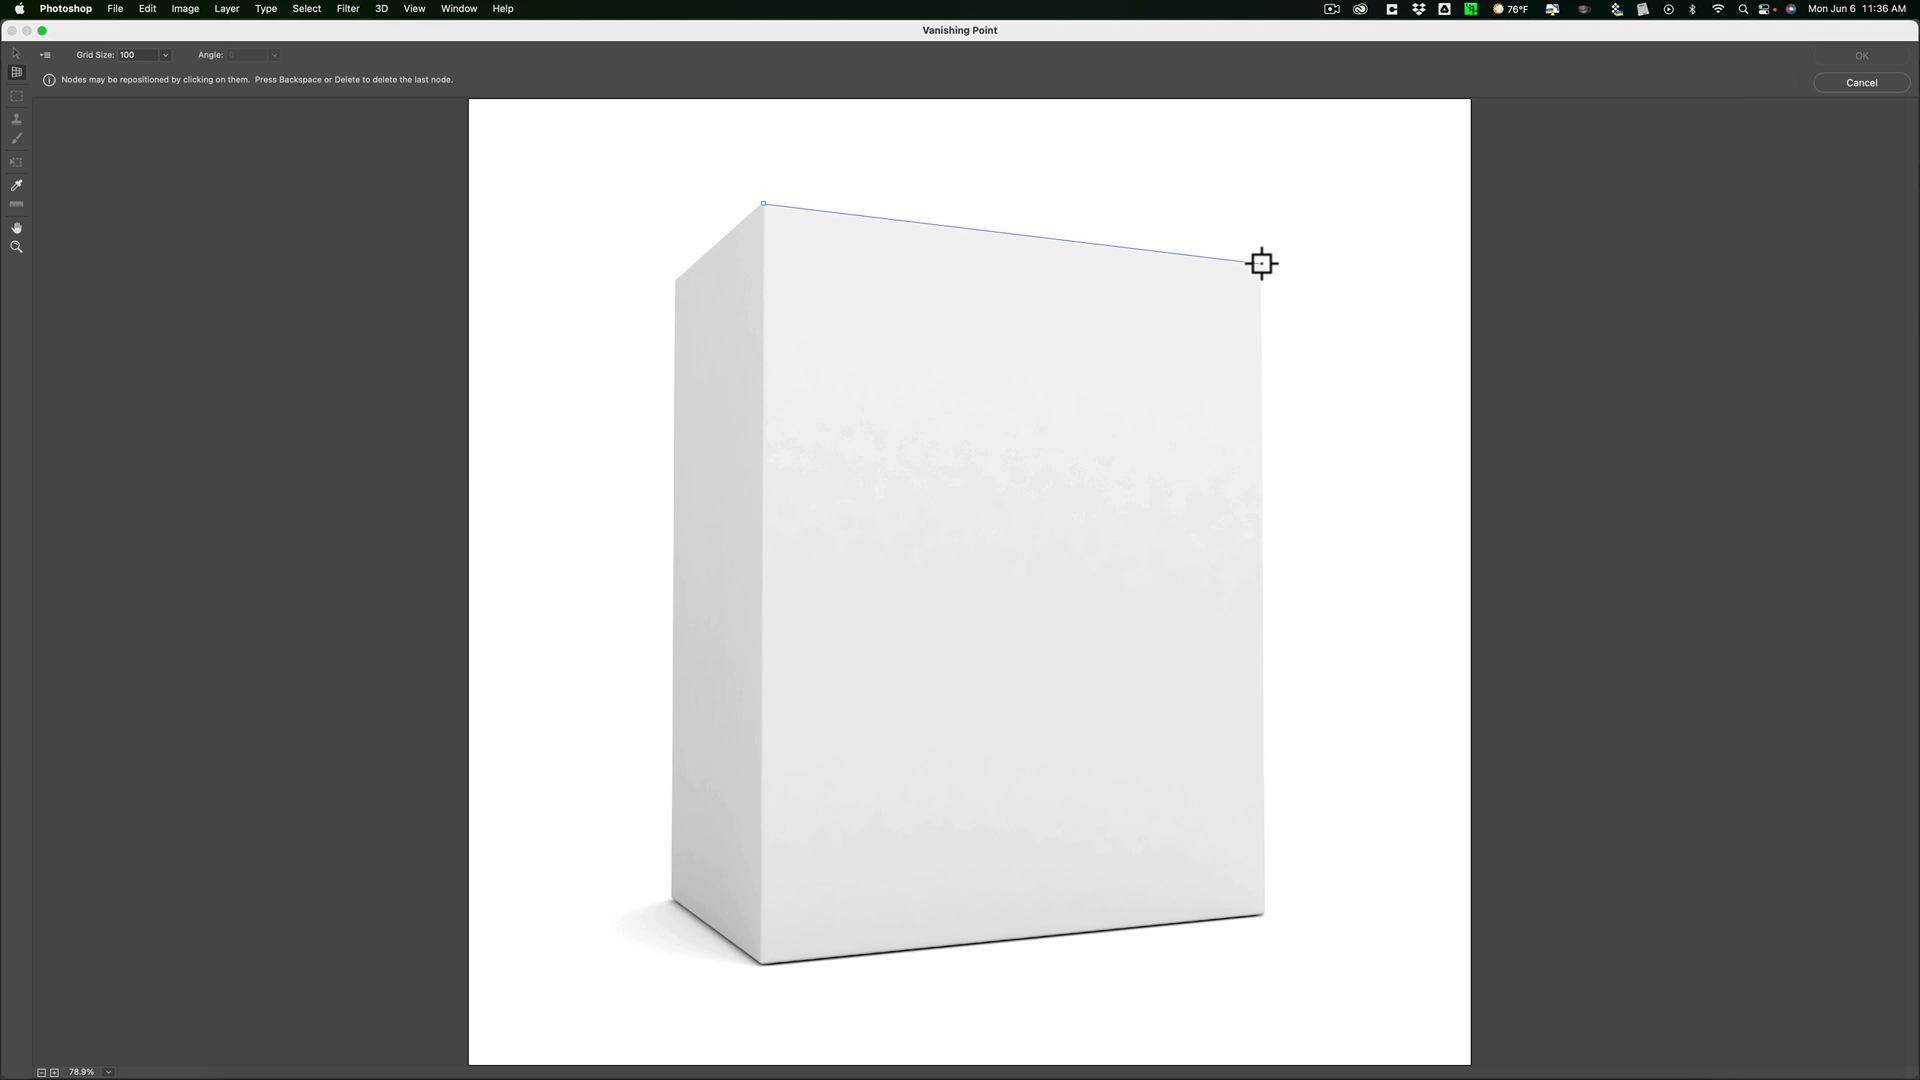 Photoshop File Edit Image Layer Type Select Filter 3D View Window Help 76°F Mon Jun 6 11:36 AM
Vanishing Point
Grid Size: 100 Angle: 0 OK
Nodes may be repositioned by clicking on them. Press Backspace or Delete to delete the last node.
Cancel
78.9%